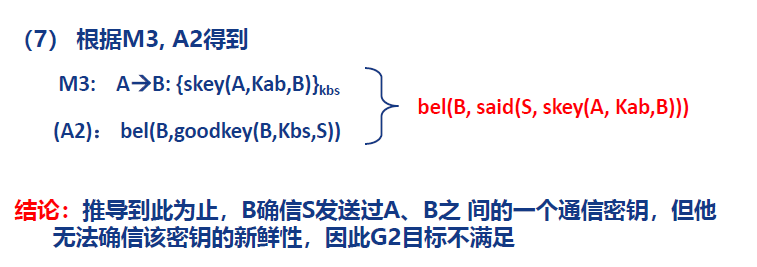 （7） 根据M3, A2得到
M3: A→B: {skey(A,Kab,B)}kbs
bel(B, said(S, skey(A, Kab,B)))
(A2)： bel(B,goodkey(B,Kbs,S))
结论：推导到此为止，B确信S发送过A、B之 间的一个通信密钥，但他
无法确信该密钥的新鲜性，因此G2目标不满足